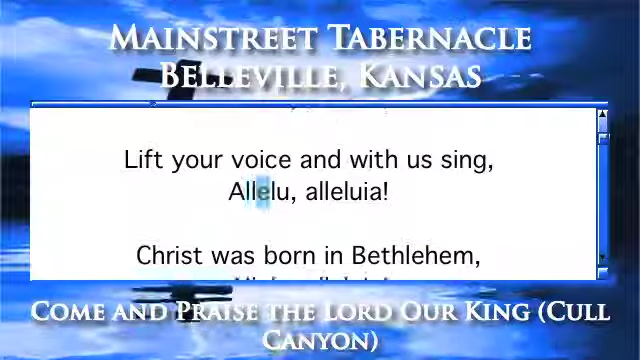 MAINSTREET TABERNACLE
BELLEVILLE, KANSAS
Lift your voice and with us sing,
Allelu, alleluia!
Christ was born in Bethlehem,
COME AND PRAISE THE LORD OUR KING (CULL
CANYON)